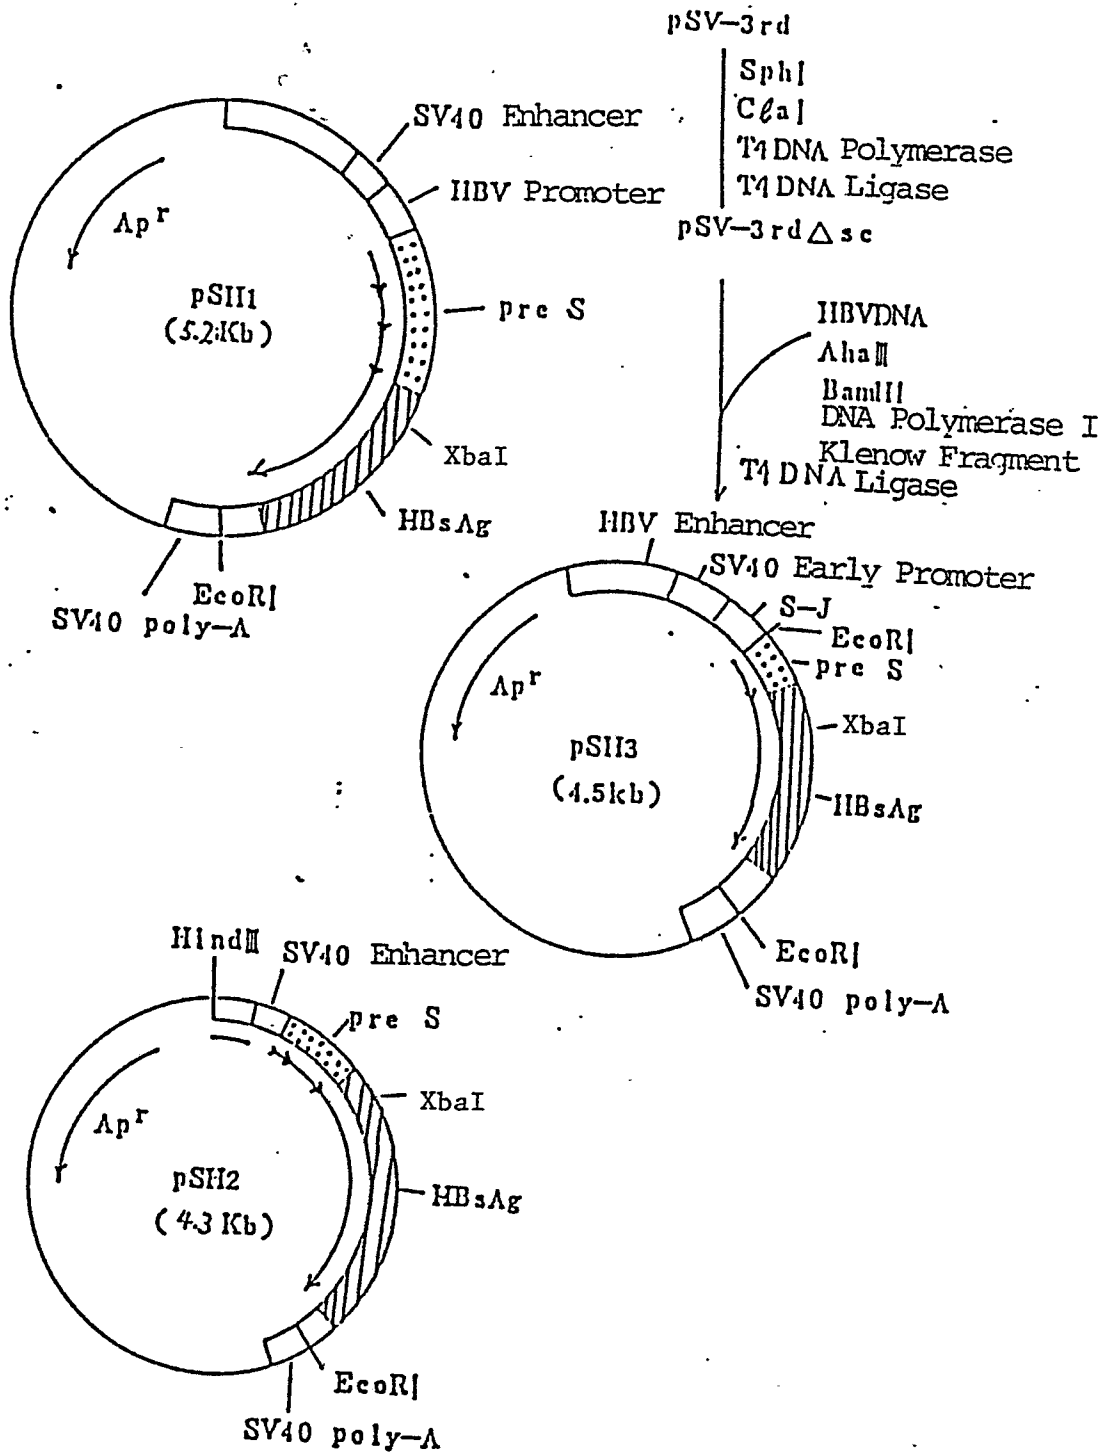 pSV-3rd
SphI
ClaI
T4 DNA Polymerase
T4 DNA Ligase
pSV-3rd△sc
HBVDNA
AhaⅢ
BamHI
DNA Polymerase I
Klenow Fragment
T4 DNA Ligase
SV40 Enhancer
HBV Promoter
Apr
pSH1
(5.2Kb)
pre S
XbaI
HBsAg
EcoRI
SV40 poly-A
HBV Enhancer
SV40 Early Promoter
S-J
EcoRI
pre S
Apr
XbaI
pSH3
(4.5kb)
HBsAg
EcoRI
SV40 poly-A
HindⅢ
SV40 Enhancer
pre S
XbaI
Apr
pSH2
(4.3 Kb)
HBsAg
EcoRI
SV40 poly-A